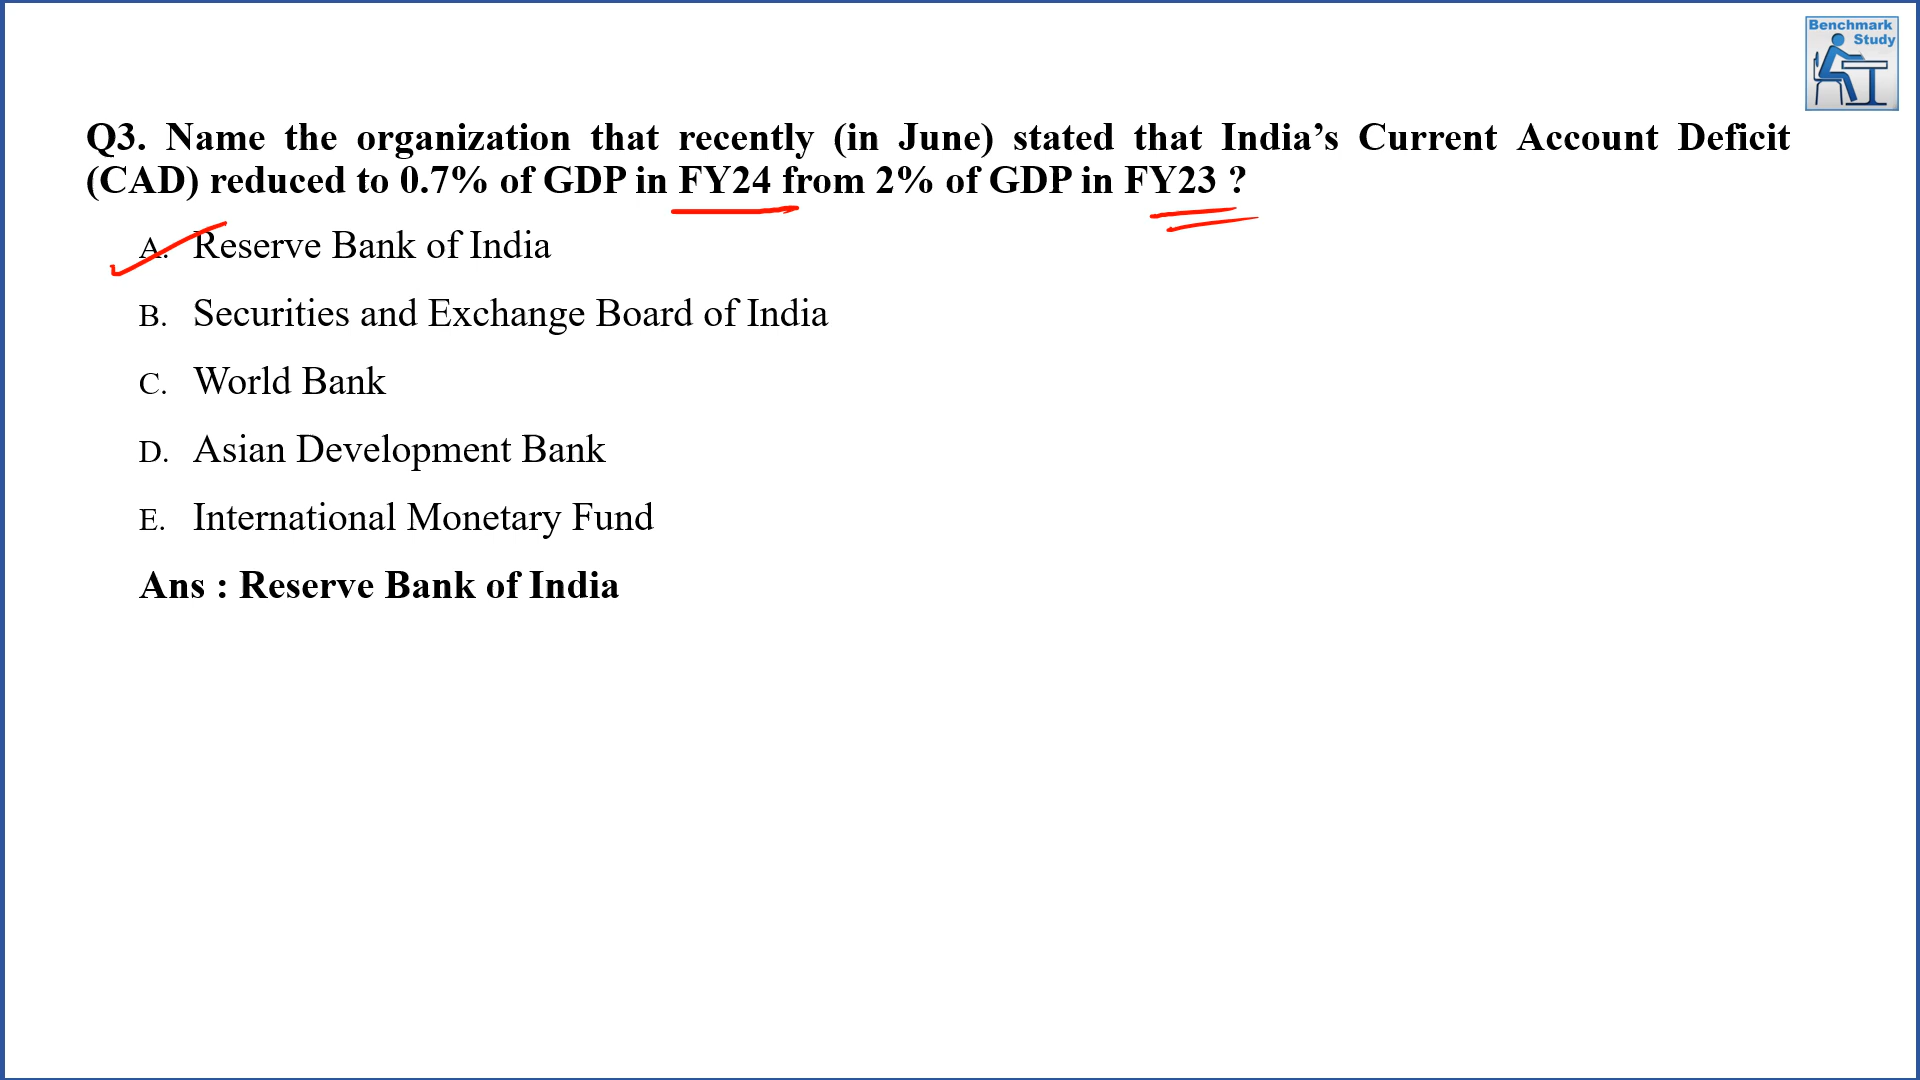 Benchmark
Study
Q3. Name the organization that recently (in June) stated that India’s Current Account Deficit
(CAD) reduced to 0.7% of GDP in FY24 from 2% of GDP in FY23 ?
A. Reserve Bank of India
B. Securities and Exchange Board of India
C. World Bank
D. Asian Development Bank
E. International Monetary Fund
Ans : Reserve Bank of India